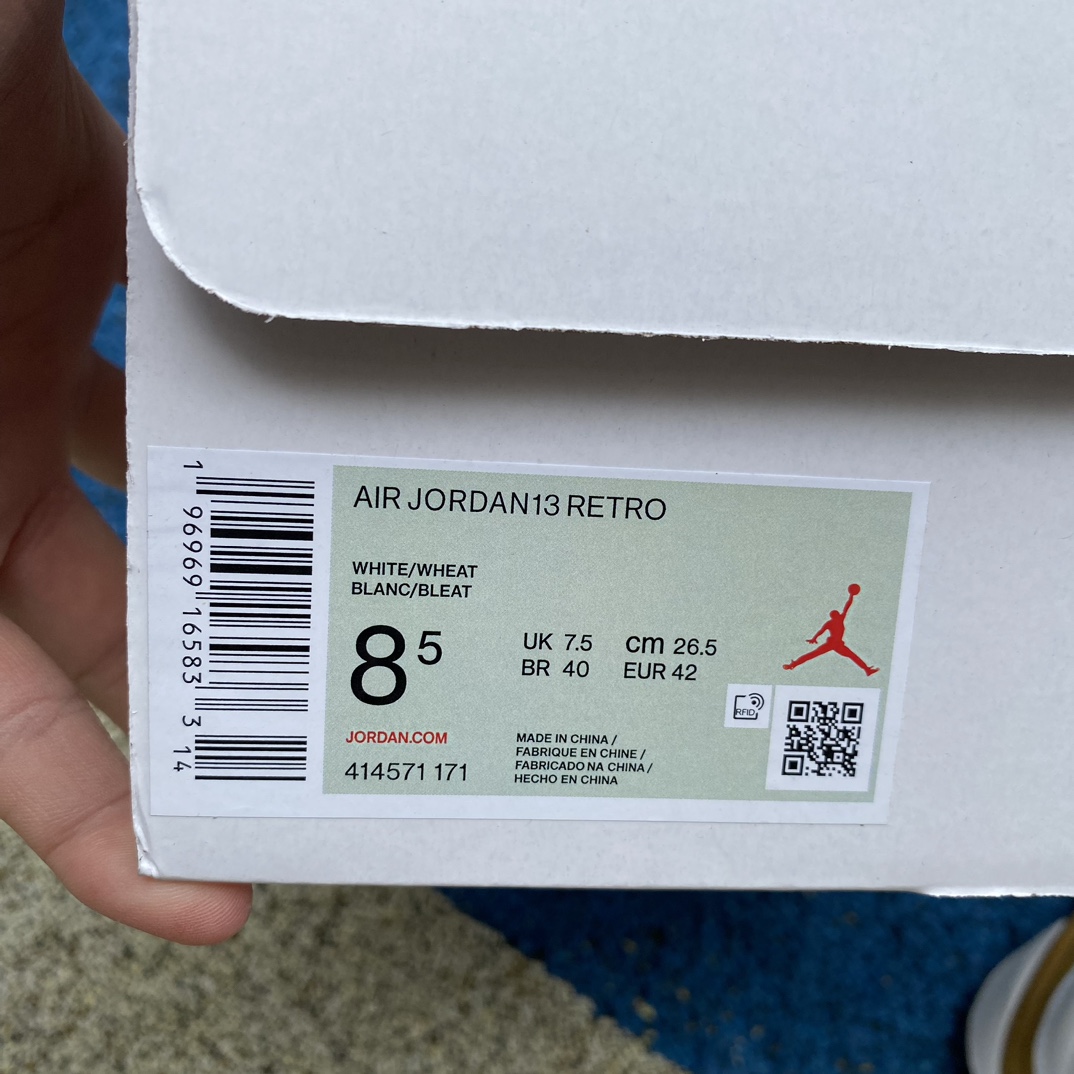 AIR JORDAN13 RETRO
WHITE/WHEAT
BLANC/BLEAT
8 5
UK 7.5 cm 26.5
BR 40 EUR 42
RFID
JORDAN.COM
414571 171
MADE IN CHINA /
FABRIQUE EN CHINE /
FABRICADO NA CHINA /
HECHO EN CHINA
1 96969 16583 3 14